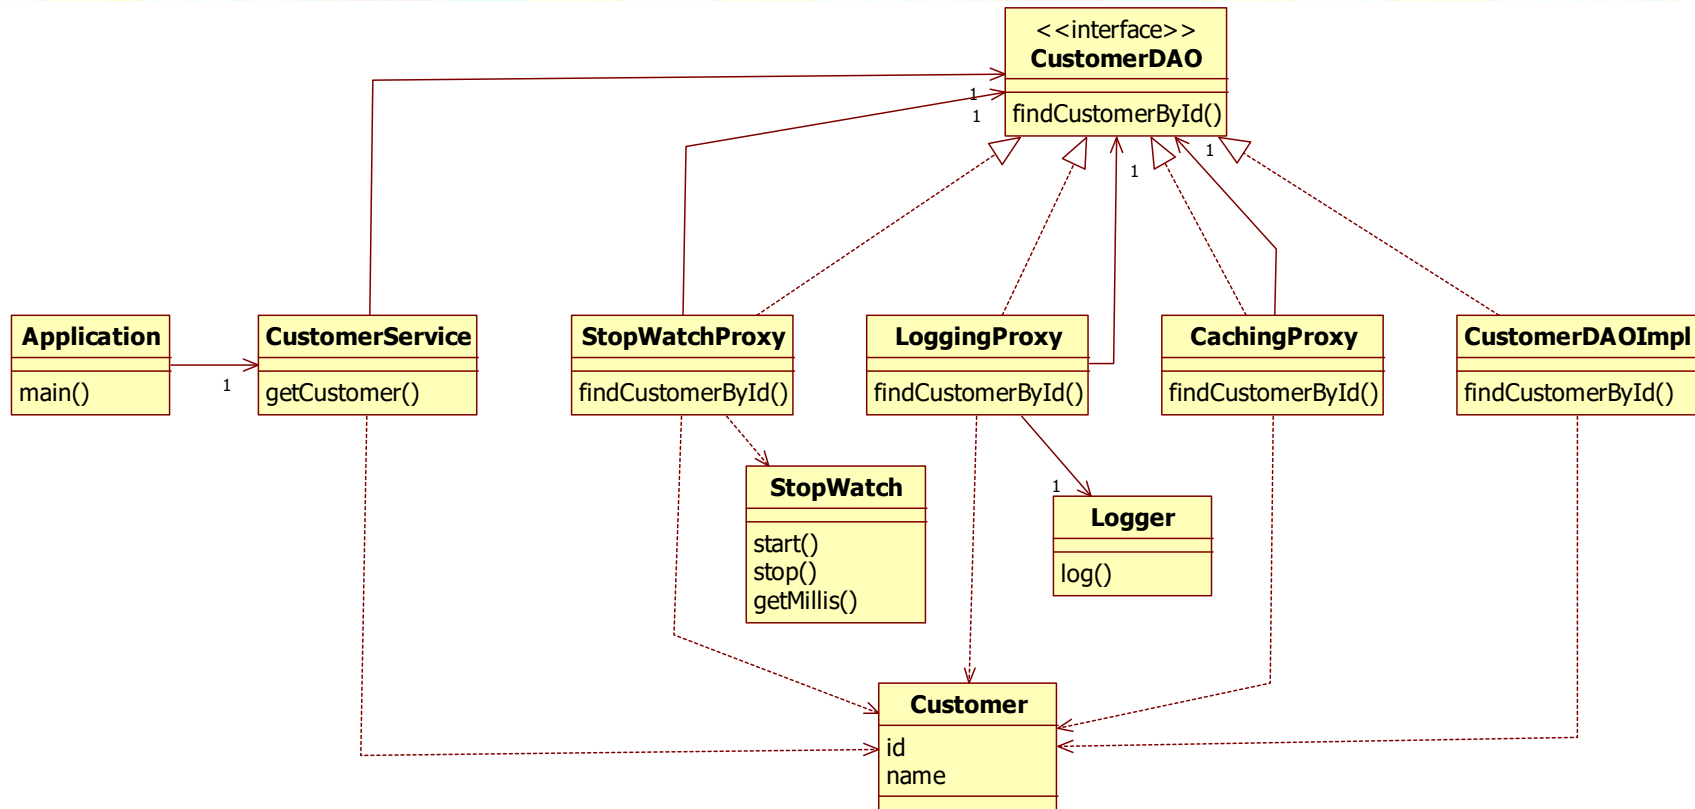 <<interface>>
CustomerDAO
findCustomerById()
1
1
1
1
Application
main()
1
CustomerService
getCustomer()
StopWatchProxy
findCustomerById()
LoggingProxy
findCustomerById()
CachingProxy
findCustomerById()
CustomerDAOImpl
findCustomerById()
StopWatch
start()
stop()
getMillis()
1
Logger
log()
Customer
id
name